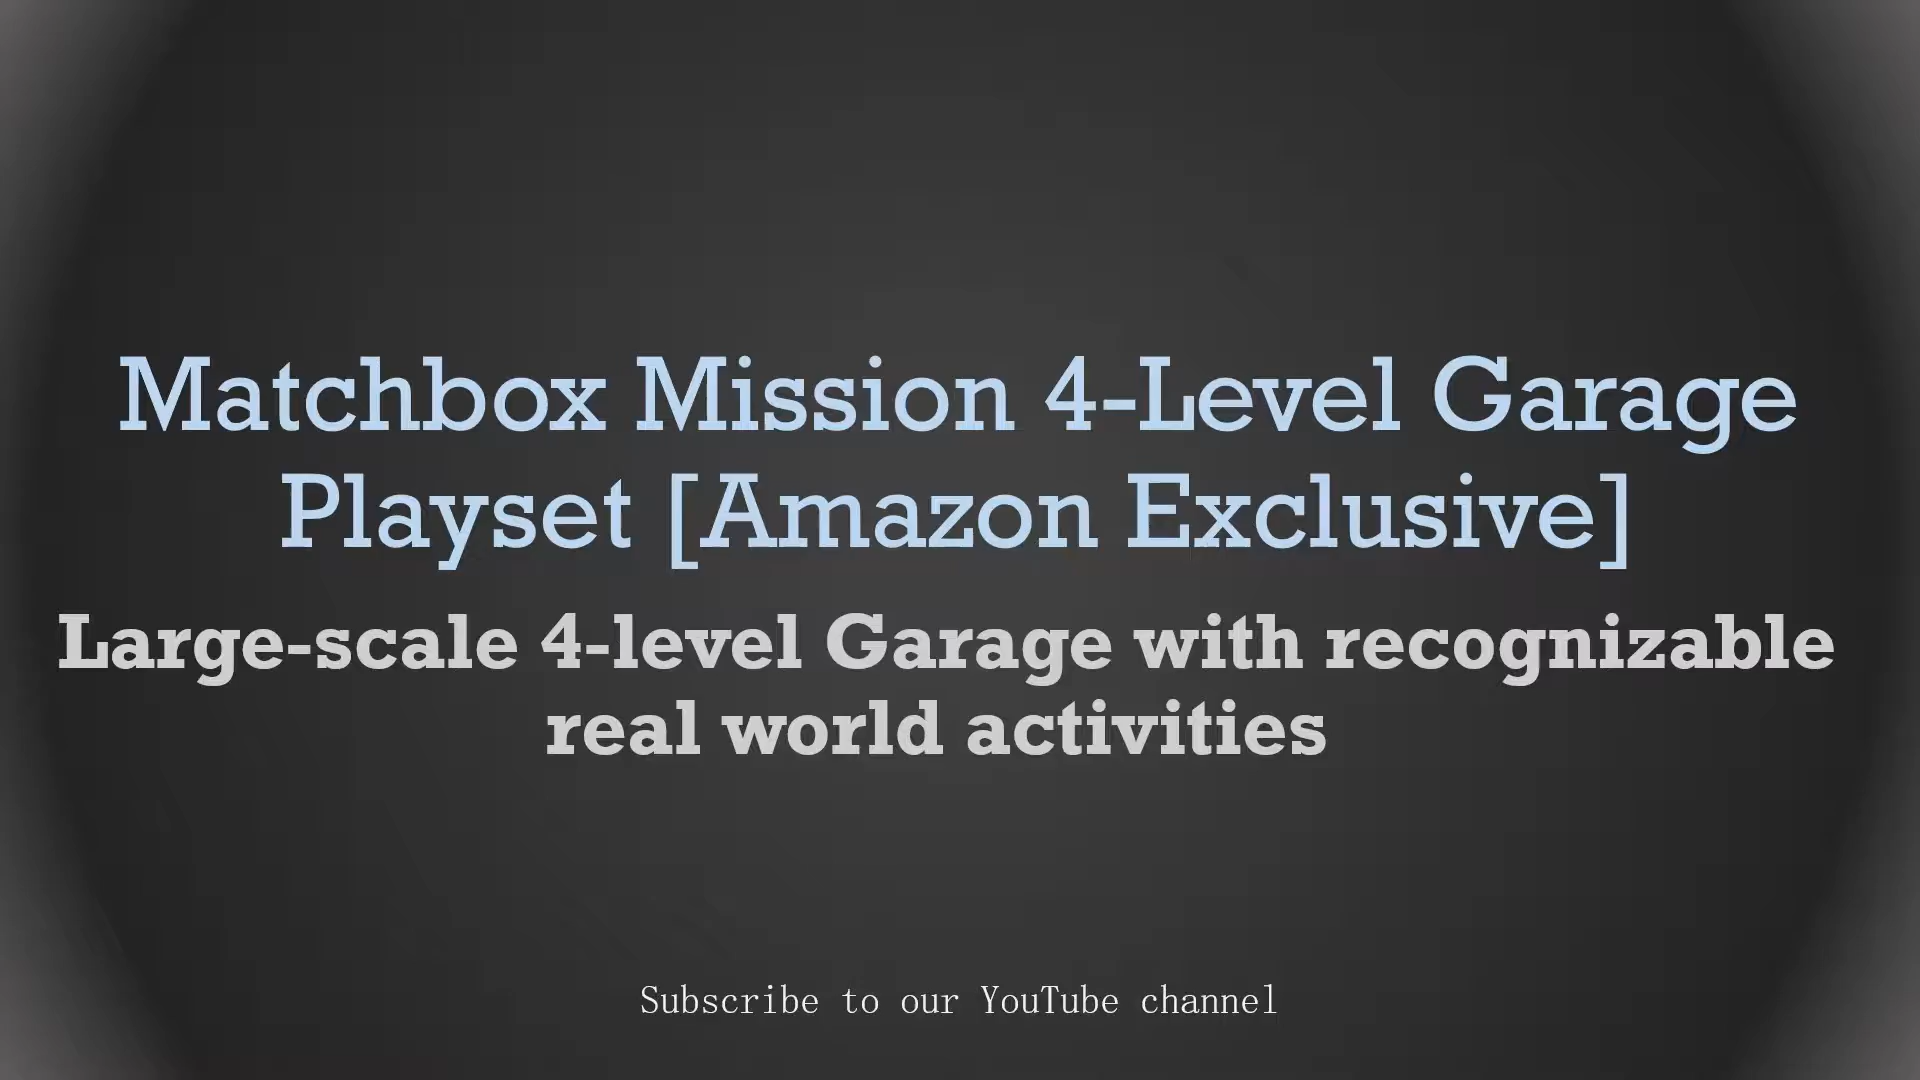 Matchbox Mission 4-Level Garage
Playset [Amazon Exclusive]
Large-scale 4-level Garage with recognizable
real world activities
Subscribe to our YouTube channel